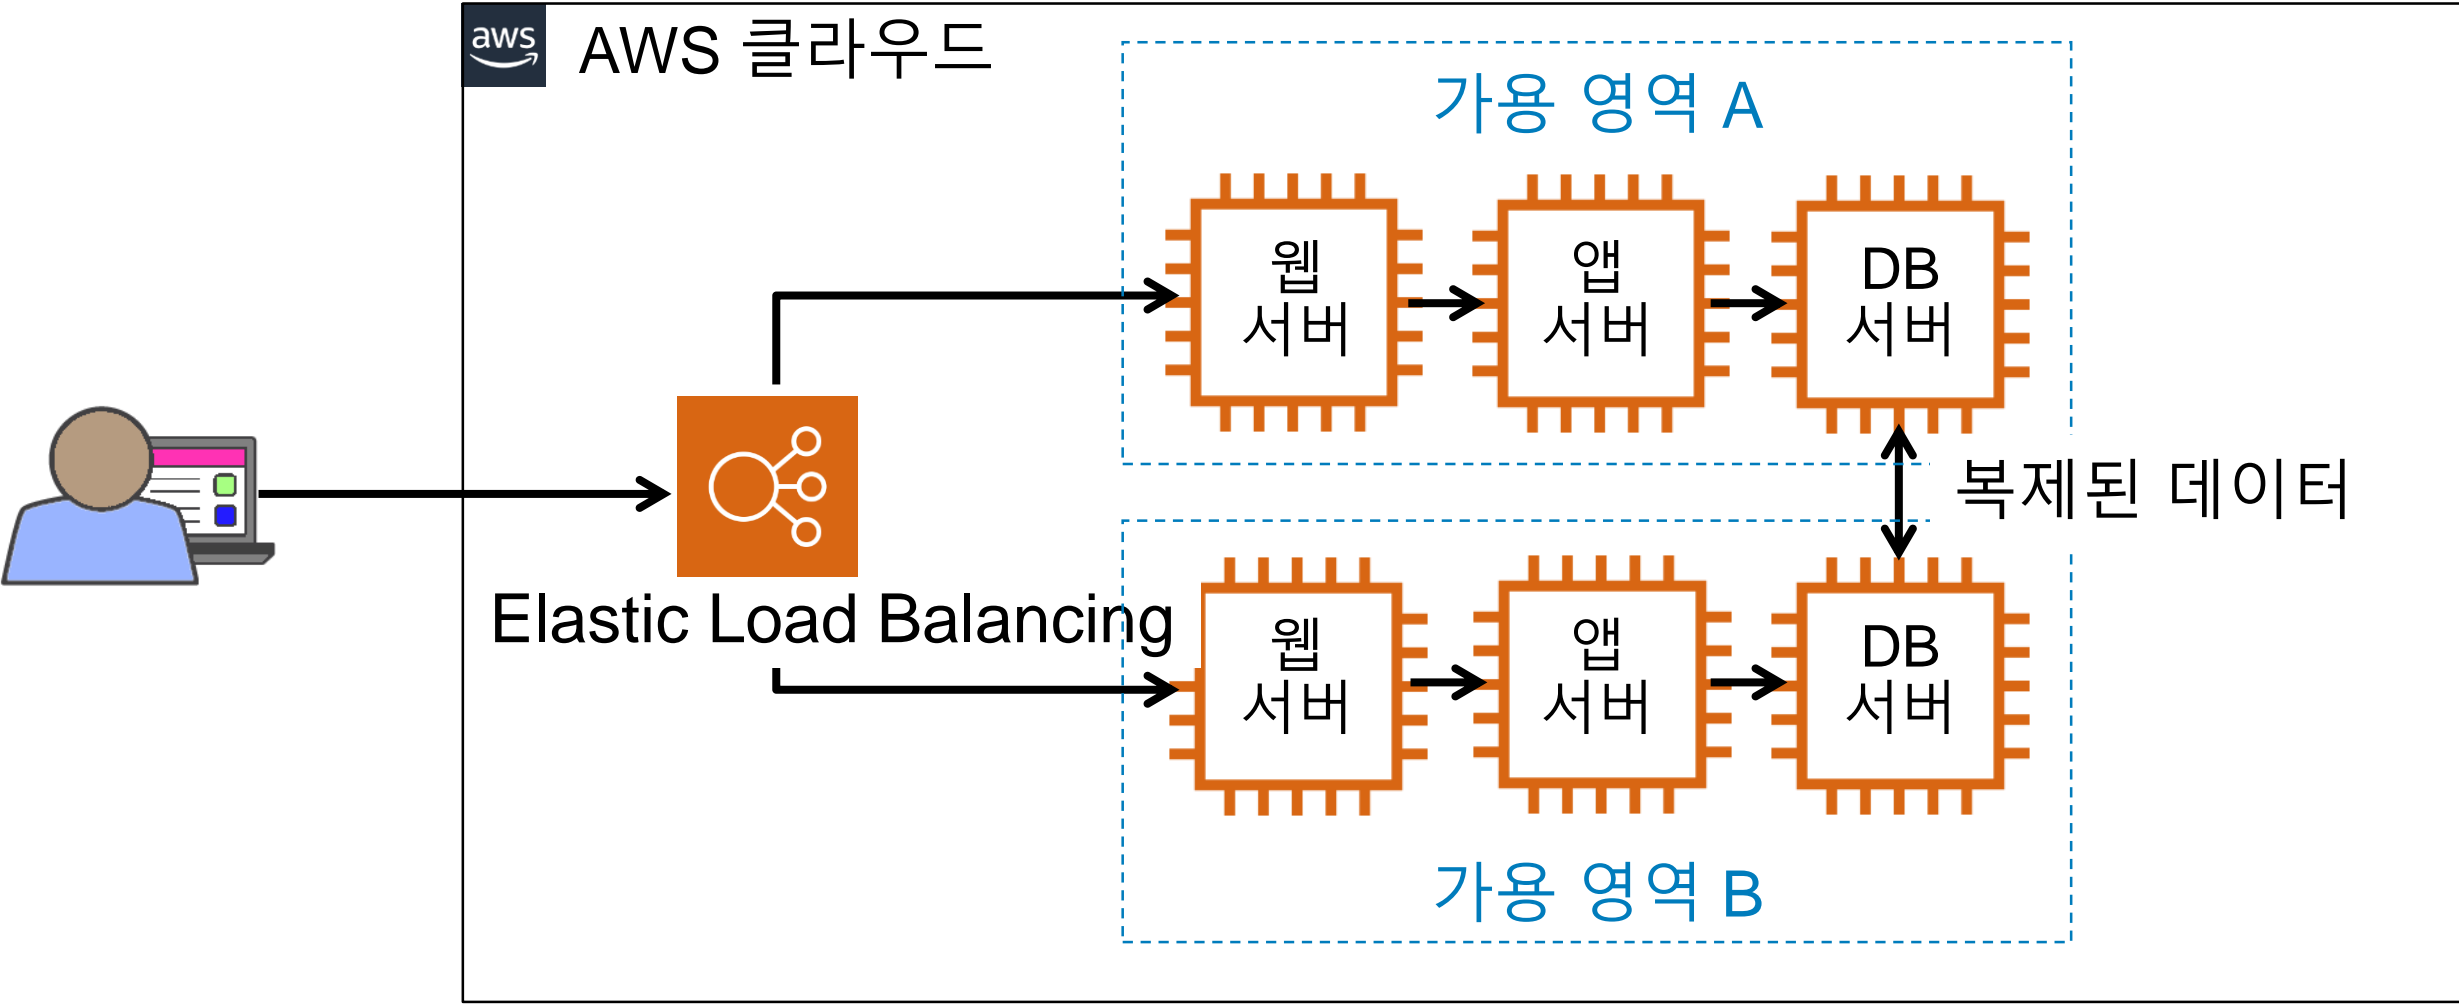 aws
AWS 클라우드
가용 영역 A
웹
서버
앱
서버
DB
서버
복제된 데이터
Elastic Load Balancing
웹
서버
앱
서버
DB
서버
가용 영역 B